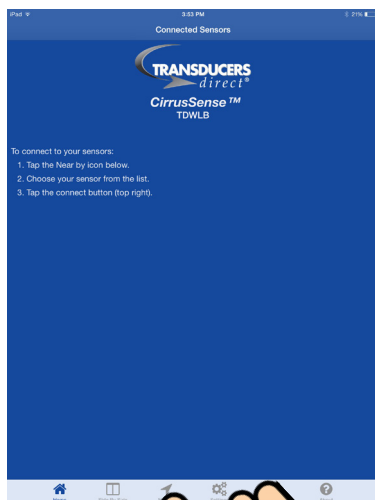 iPad
3:53 PM
21%
Connected Sensors
TRANSDUCERS
direct®
CirrusSense™
TDWLB
To connect to your sensors:
1. Tap the Near by icon below.
2. Choose your sensor from the list.
3. Tap the connect button (top right).
Home